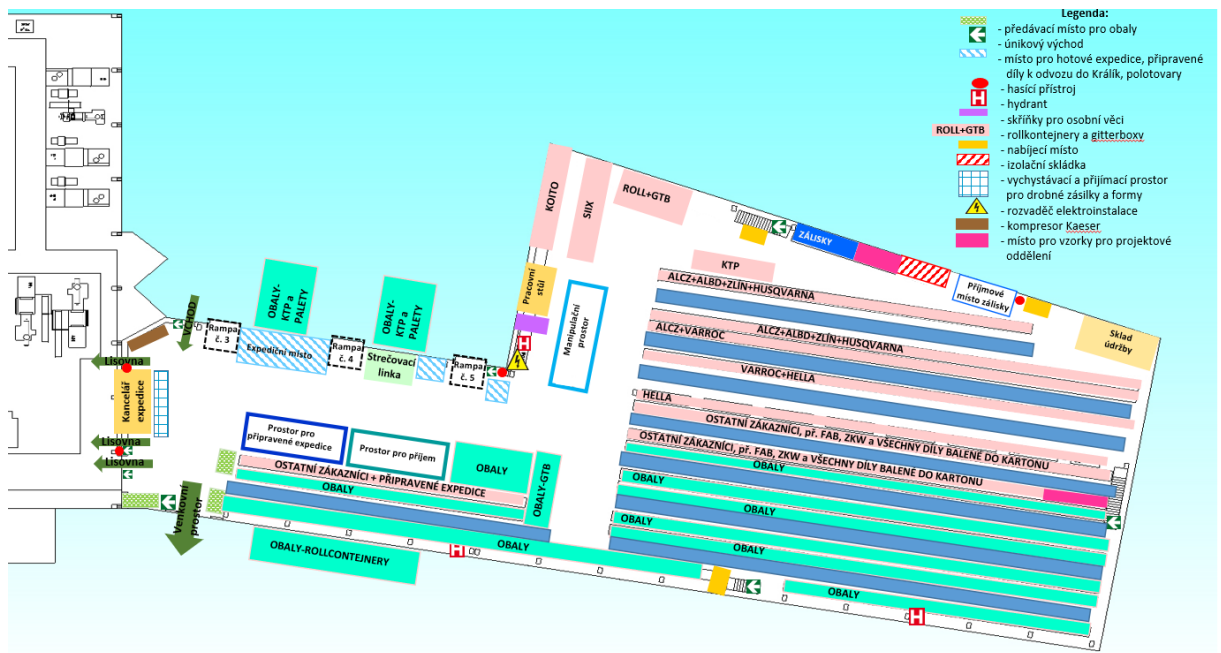 Legenda:
- předávací místo pro obaly
- únikový východ
- místo pro hotové expedice, připravené
díly k odvozu do Králík, polotovary
- hasící přístroj
H
- hydrant
- skříňky pro osobní věci
ROLL+GTB
- rollkontejnery a gitterboxy
- nabíjecí místo
- izolační skládka
- vychystávací a přijímací prostor
pro drobné zásilky a formy
- rozvaděč elektroinstalace
- kompresor Kaeser
- místo pro vzorky pro projektové
oddělení
KOITO
SIIX
ROLL+GTB
ZÁLISKY
Příjmové
místo zálisky
Sklad
údržby
KTP
ALCZ+ALBD+ZLÍN+HUSQVARNA
ALCZ+ALBD+ZLÍN+HUSQVARNA
ALCZ+VARROC
VARROC+HELLA
HELLA
OSTATNÍ ZÁKAZNÍCI, př. FAB, ZKW a VŠECHNY DÍLY BALENÉ DO KARTONU
OSTATNÍ ZÁKAZNÍCI, př. FAB, ZKW a VŠECHNY DÍLY BALENÉ DO KARTONU
OBALY
OBALY
OBALY
OBALY
OBALY
OBALY
OBALY
H
Pracovní
stůl
H
Manipulační
prostor
VCHOD
Rampa
č. 3
OBALY-
KTP a
PALETY
Expediční místo
Rampa
č. 4
OBALY-
KTP a
PALETY
Strečovací
linka
Rampa
č. 5
Lisovna
Kancelář
expedice
Lisovna
Lisovna
Venkovní
prostor
Prostor pro
připravené expedice
Prostor pro příjem
OBALY
OBALY-GTB
OSTATNÍ ZÁKAZNÍCI + PŘIPRAVENÉ EXPEDICE
OBALY
OBALY
OBALY-ROLLCONTEJNERY
H